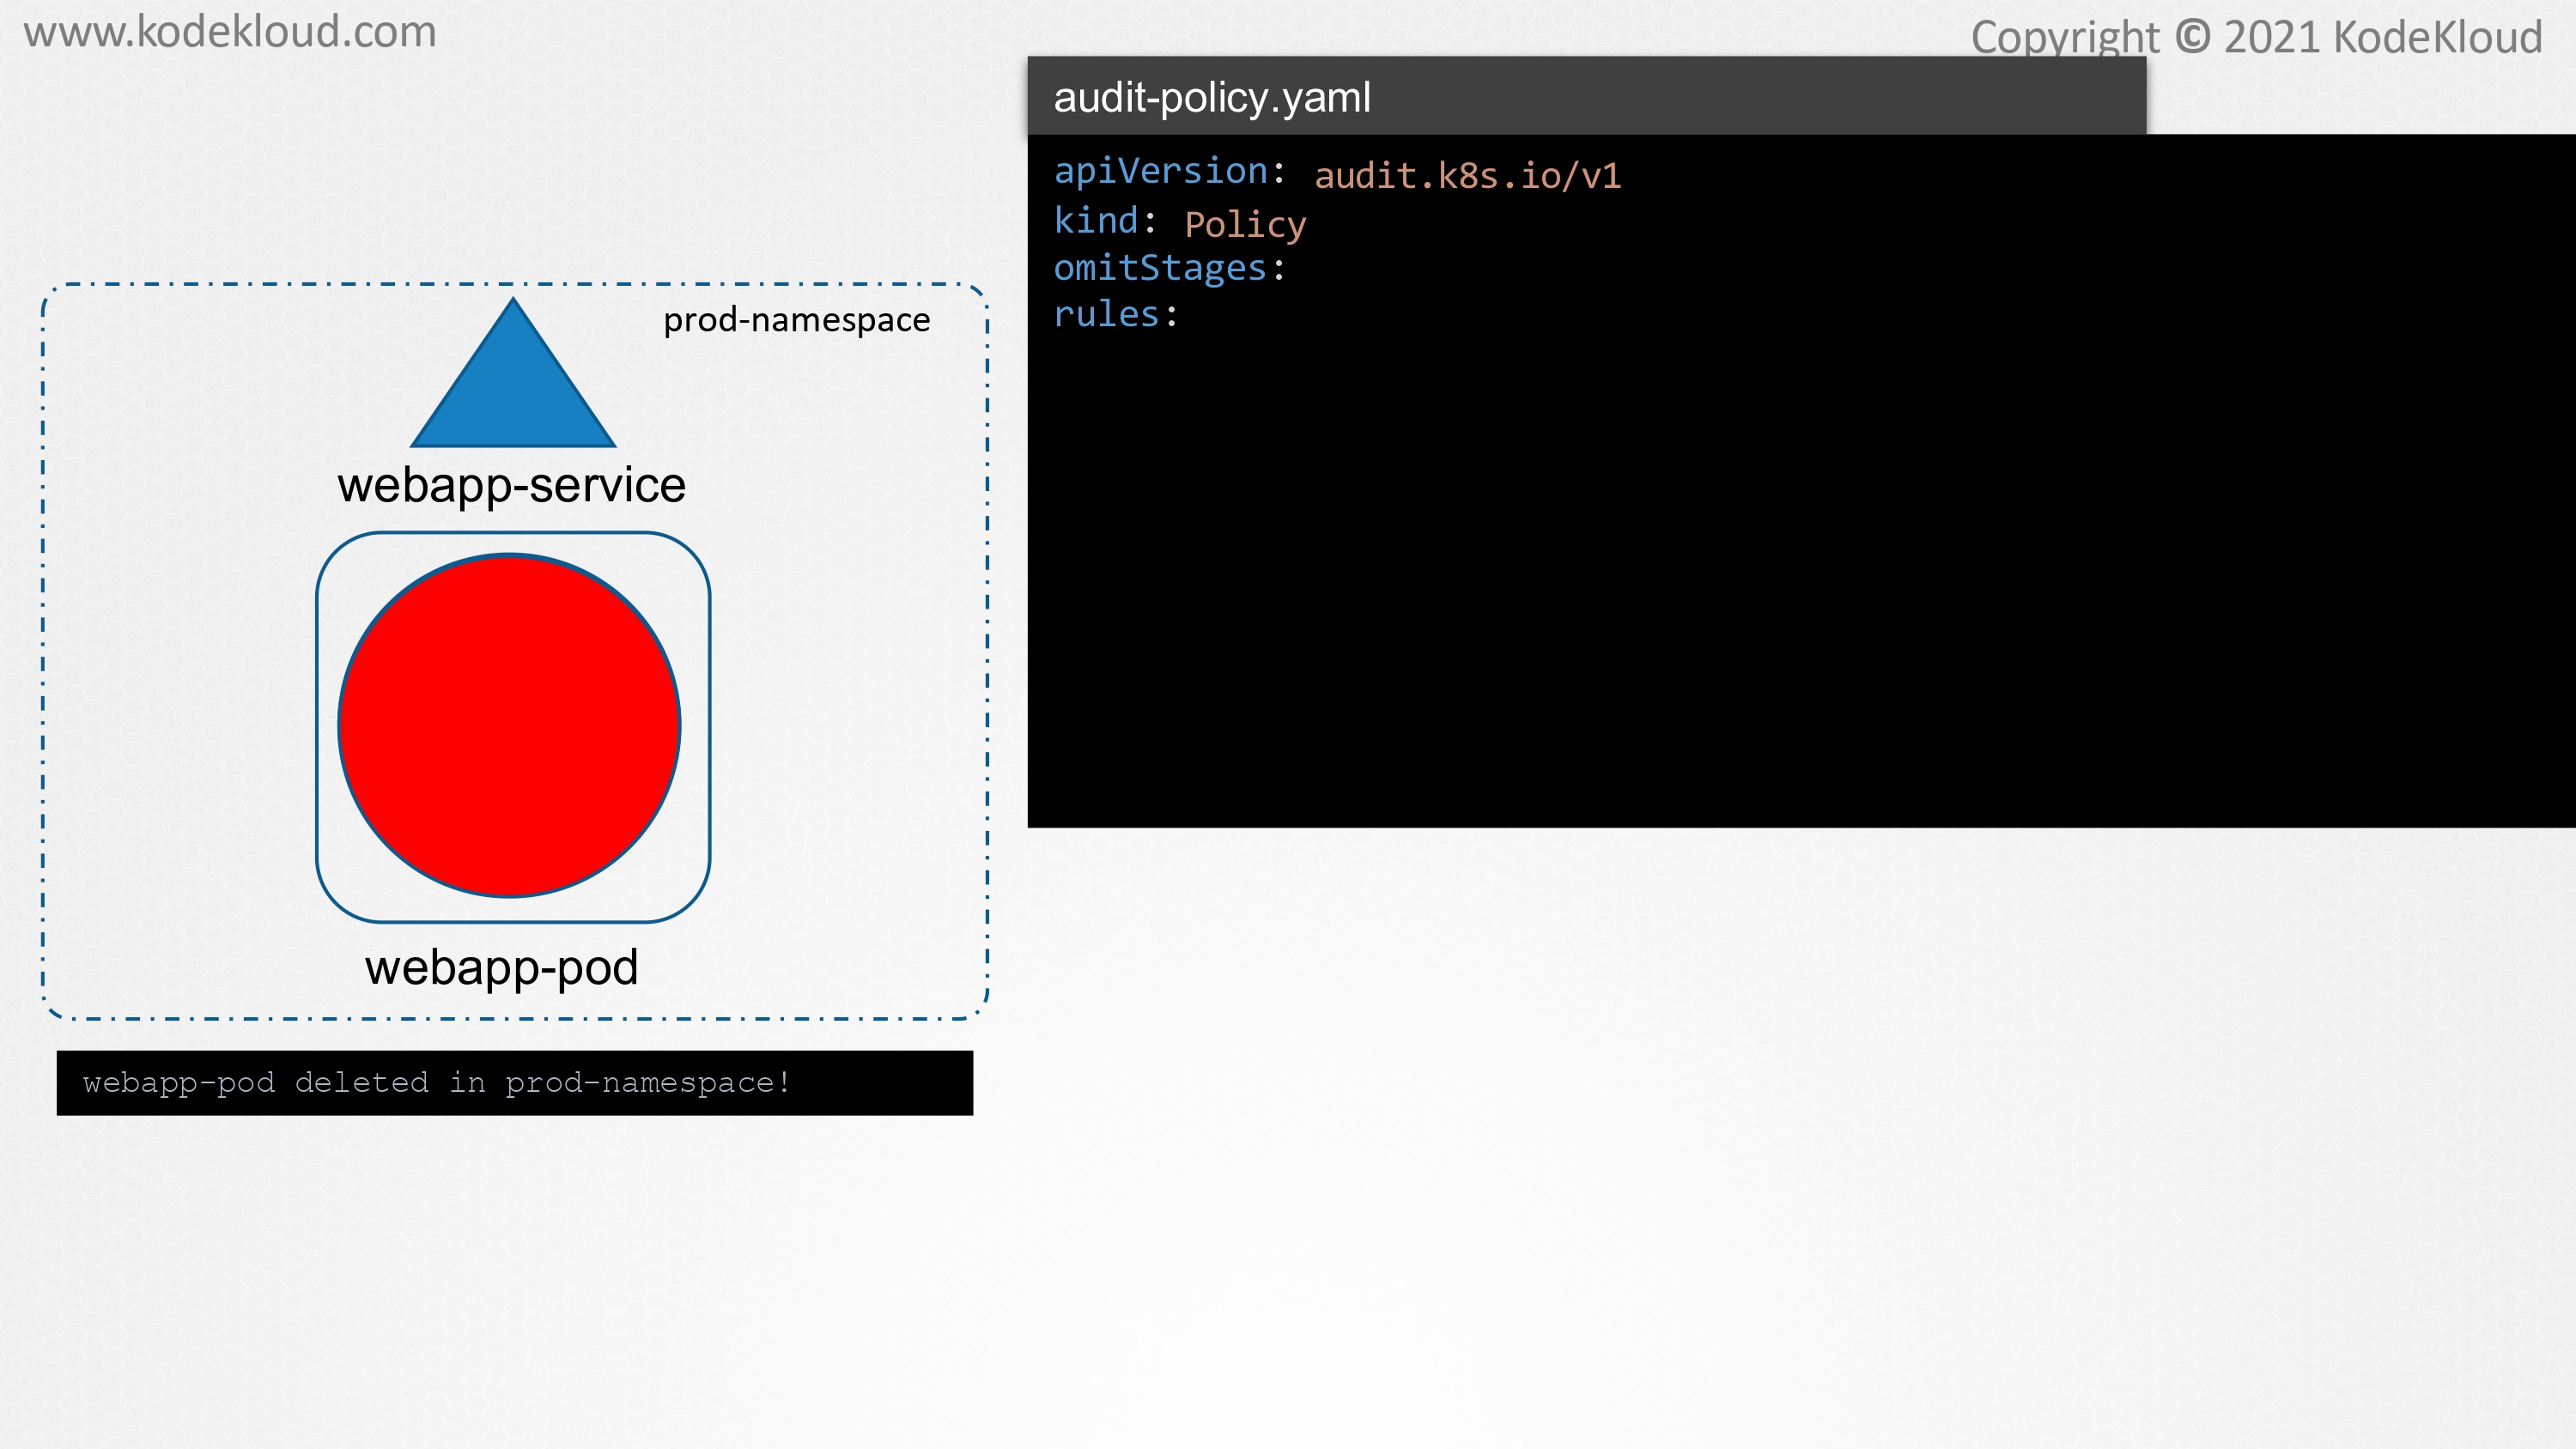 www.kodekloud.com
Copyright © 2021 KodeKloud
audit-policy.yaml
apiVersion: audit.k8s.io/v1
kind: Policy
omitStages:
rules:
prod-namespace
webapp-service
webapp-pod
webapp-pod deleted in prod-namespace!